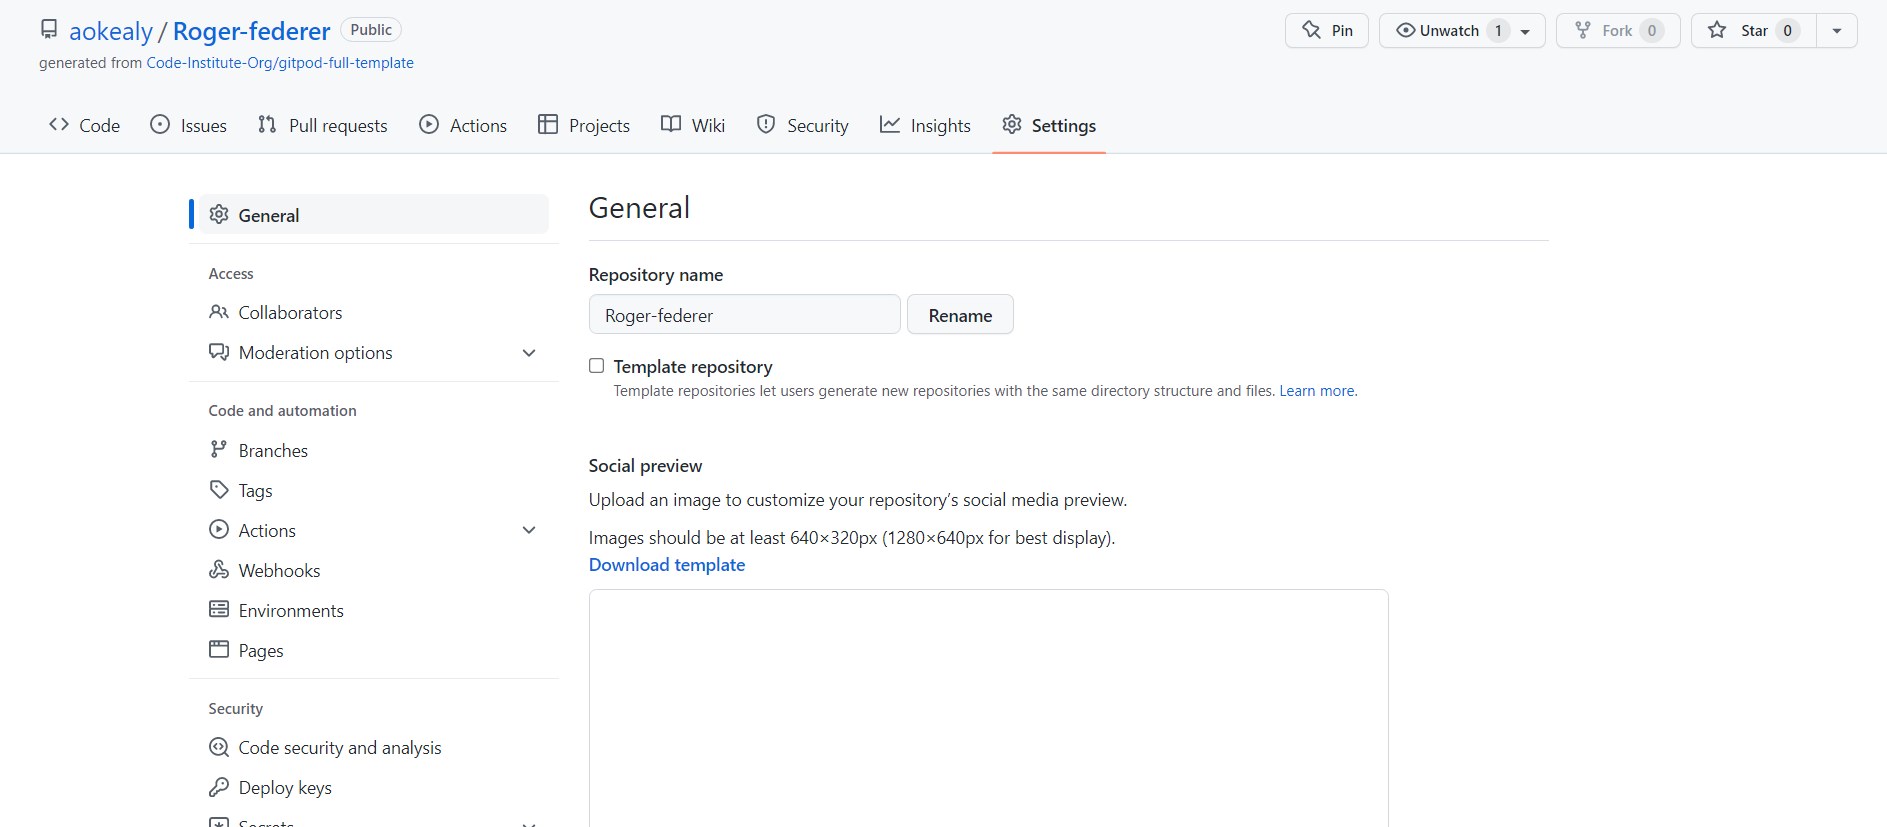 aokealy / Roger-federer Public
Pin
Unwatch 1
Fork 0
Star 0
generated from Code-Institute-Org/gitpod-full-template
Code
Issues
Pull requests
Actions
Projects
Wiki
Security
Insights
Settings
General
Access
Collaborators
Moderation options
Code and automation
Branches
Tags
Actions
Webhooks
Environments
Pages
Security
Code security and analysis
Deploy keys
Secrets
General
Repository name
Roger-federer
Rename
Template repository
Template repositories let users generate new repositories with the same directory structure and files. Learn more.
Social preview
Upload an image to customize your repository’s social media preview.
Images should be at least 640×320px (1280×640px for best display).
Download template